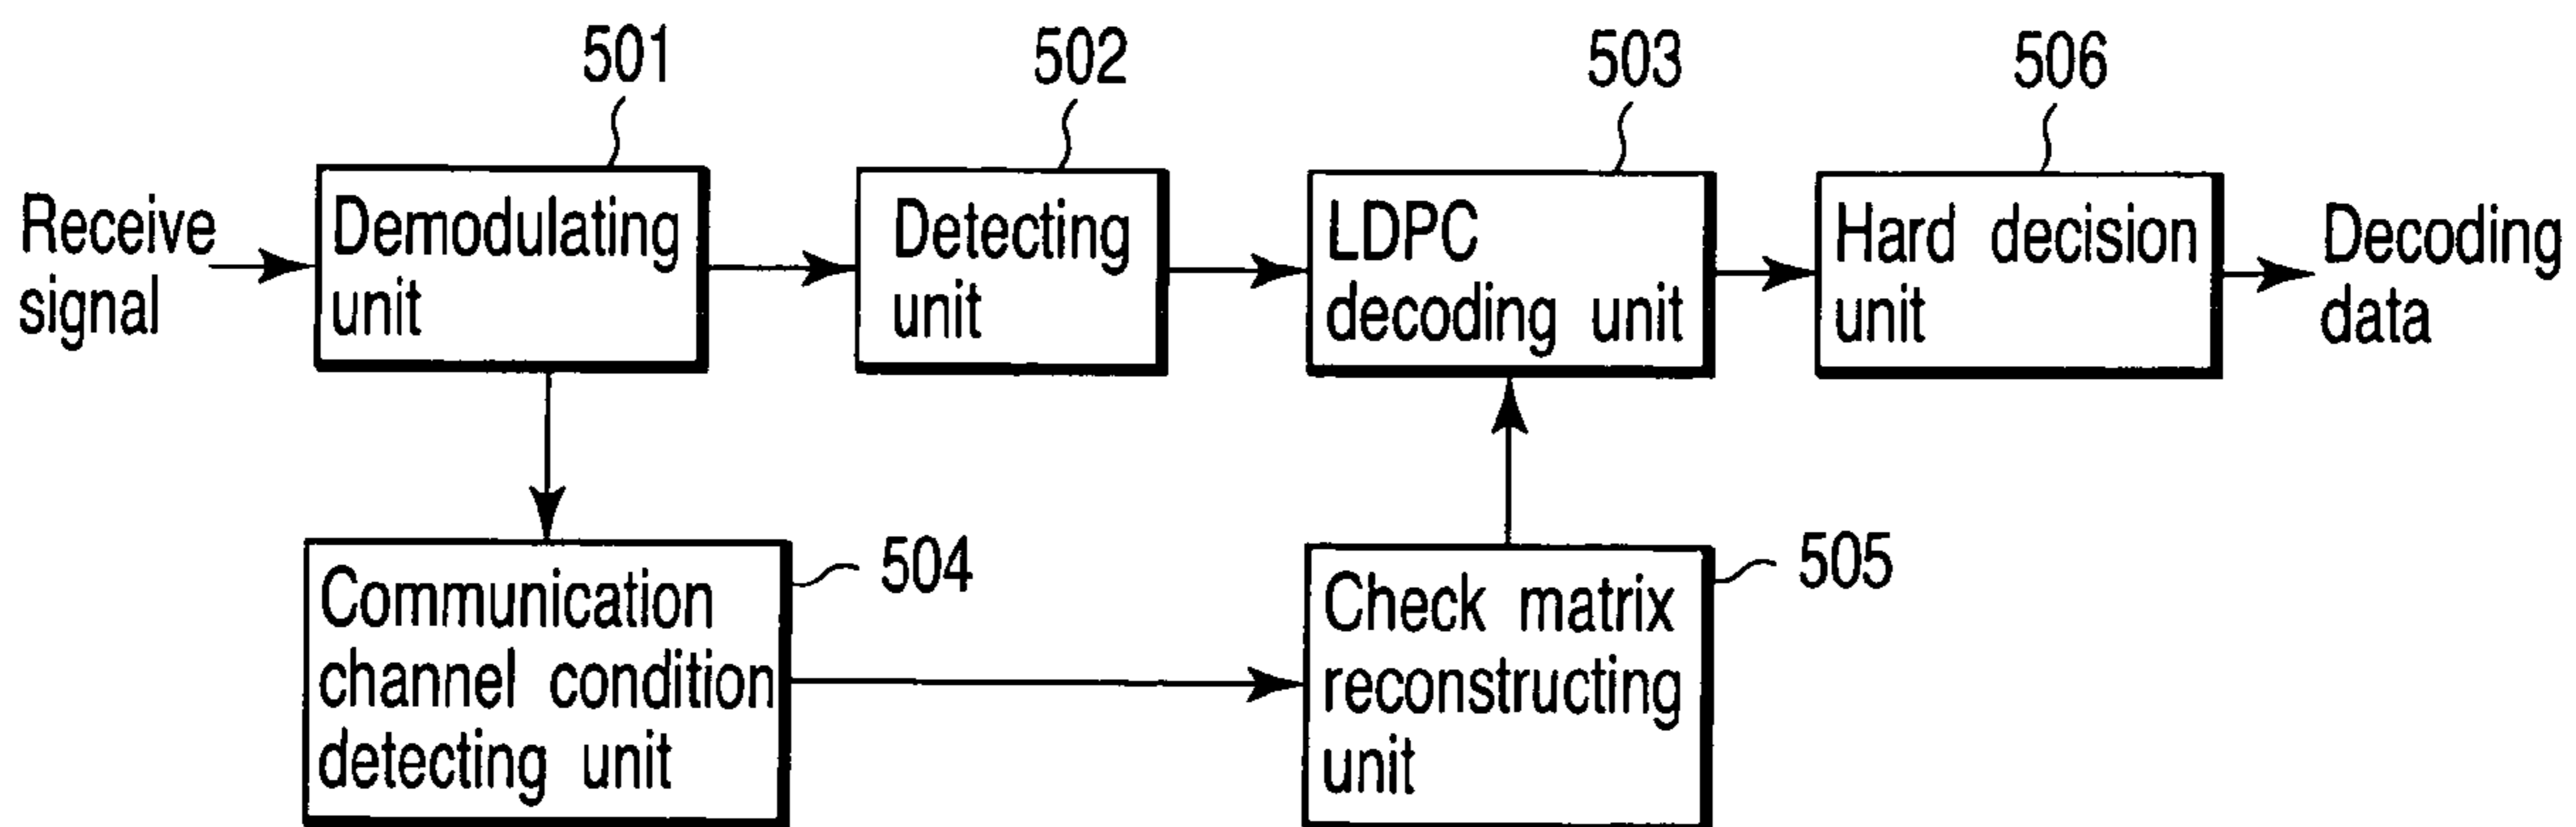 501
502
503
506
Receive
signal
Demodulating
unit
Detecting
unit
LDPC
decoding unit
Hard decision
unit
Decoding
data
504
Communication
channel condition
detecting unit
505
Check matrix
reconstructing
unit